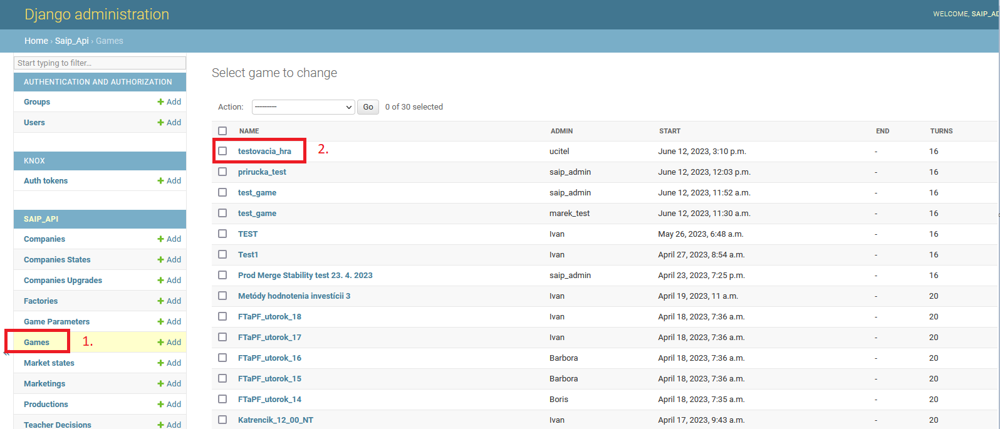 Django administration
WELCOME, SAIP_AD
Home › Saip_Api › Games
Start typing to filter...
AUTHENTICATION AND AUTHORIZATION
Groups + Add
Users + Add
KNOX
Auth tokens + Add
SAIP_API
Companies + Add
Companies States + Add
Companies Upgrades + Add
Factories + Add
Game Parameters + Add
Games 1. + Add
«
Market states + Add
Marketings + Add
Productions + Add
Teacher Decisions + Add
Select game to change
Action: --------- Go 0 of 30 selected
NAME ADMIN START END TURNS
testovacia_hra 2. ucitel June 12, 2023, 3:10 p.m. - 16
prirucka_test saip_admin June 12, 2023, 12:03 p.m. - 16
test_game saip_admin June 12, 2023, 11:52 a.m. - 16
test_game marek_test June 12, 2023, 11:30 a.m. - 16
TEST Ivan May 26, 2023, 6:48 a.m. - 16
Test1 Ivan April 27, 2023, 8:54 a.m. - 16
Prod Merge Stability test 23. 4. 2023 saip_admin April 23, 2023, 7:25 p.m. - 16
Metódy hodnotenia investícii 3 Ivan April 19, 2023, 11 a.m. - 20
FTaPF_utorok_18 Ivan April 18, 2023, 7:36 a.m. - 20
FTaPF_utorok_17 Ivan April 18, 2023, 7:36 a.m. - 20
FTaPF_utorok_16 Barbora April 18, 2023, 7:36 a.m. - 20
FTaPF_utorok_15 Barbora April 18, 2023, 7:36 a.m. - 20
FTaPF_utorok_14 Boris April 18, 2023, 7:35 a.m. - 20
Katrencik_12_00_NT Ivan April 17, 2023, 9:43 a.m. - 20